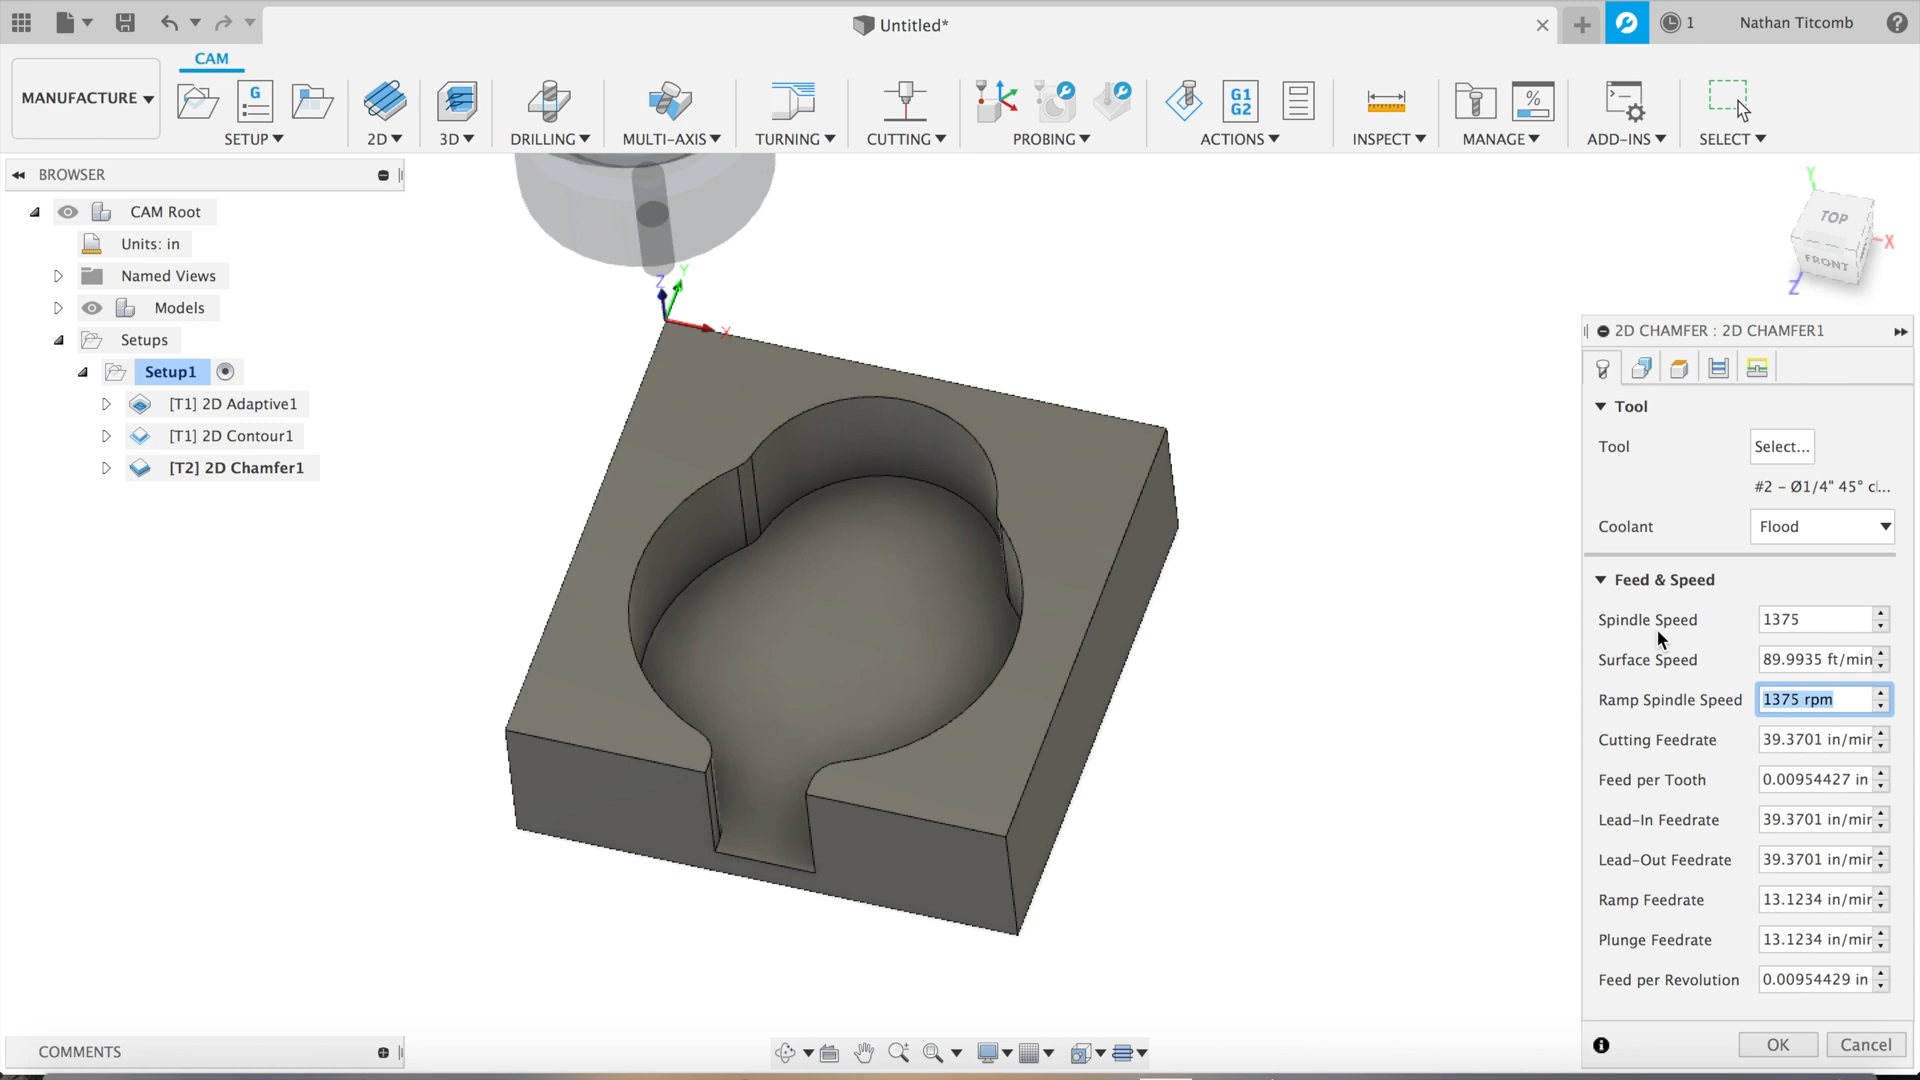 Untitled*
1
Nathan Titcomb
CAM
MANUFACTURE
G
G1
G2
%
SETUP
2D
3D
DRILLING
MULTI-AXIS
TURNING
CUTTING
PROBING
ACTIONS
INSPECT
MANAGE
ADD-INS
SELECT
BROWSER
CAM Root
Units: in
Named Views
Models
Setups
Setup1
[T1] 2D Adaptive1
[T1] 2D Contour1
[T2] 2D Chamfer1
Z
Y
X
Y
TOP
X
FRONT
Z
2D CHAMFER : 2D CHAMFER1
Tool
Tool
Select...
#2 - Ø1/4" 45° cl...
Coolant
Flood
Feed & Speed
Spindle Speed
1375
Surface Speed
89.9935 ft/min
Ramp Spindle Speed
1375 rpm
Cutting Feedrate
39.3701 in/mir
Feed per Tooth
0.00954427 in
Lead-In Feedrate
39.3701 in/mir
Lead-Out Feedrate
39.3701 in/mir
Ramp Feedrate
13.1234 in/mir
Plunge Feedrate
13.1234 in/mir
Feed per Revolution
0.00954429 in
OK
Cancel
COMMENTS